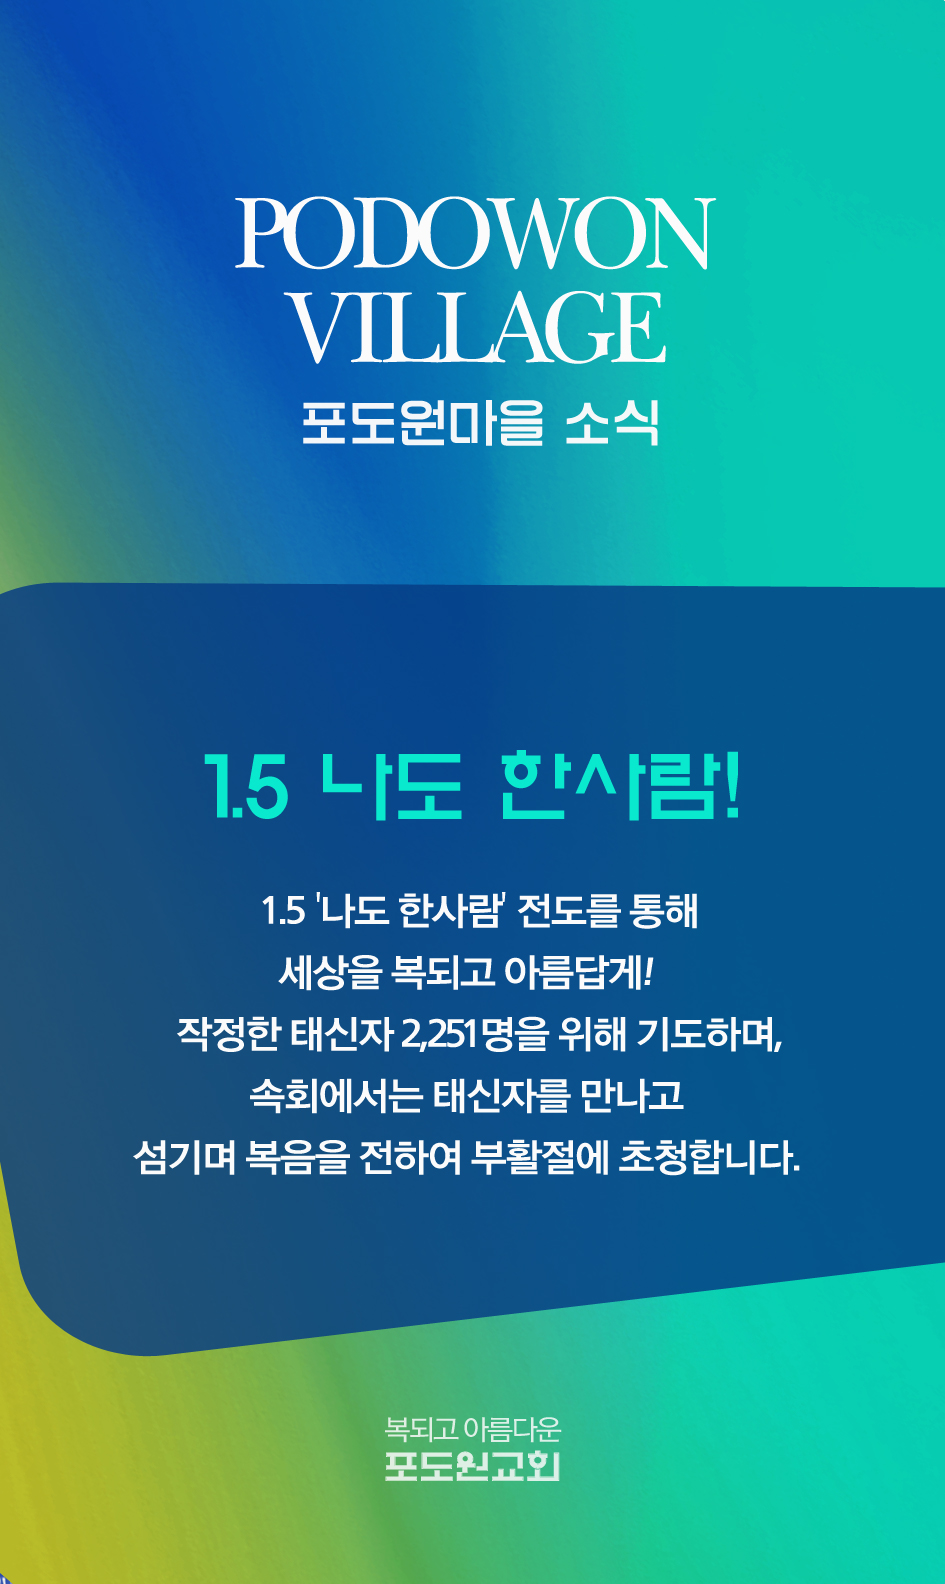 PODOWON
VILLAGE
포도원마을 소식
1.5 나도 한사람!
1.5 '나도 한사람' 전도를 통해
세상을 복되고 아름답게!
작정한 태신자 2,251명을 위해 기도하며,
속회에서는 태신자를 만나고
섬기며 복음을 전하여 부활절에 초청합니다.
복되고 아름다운
포도원교회